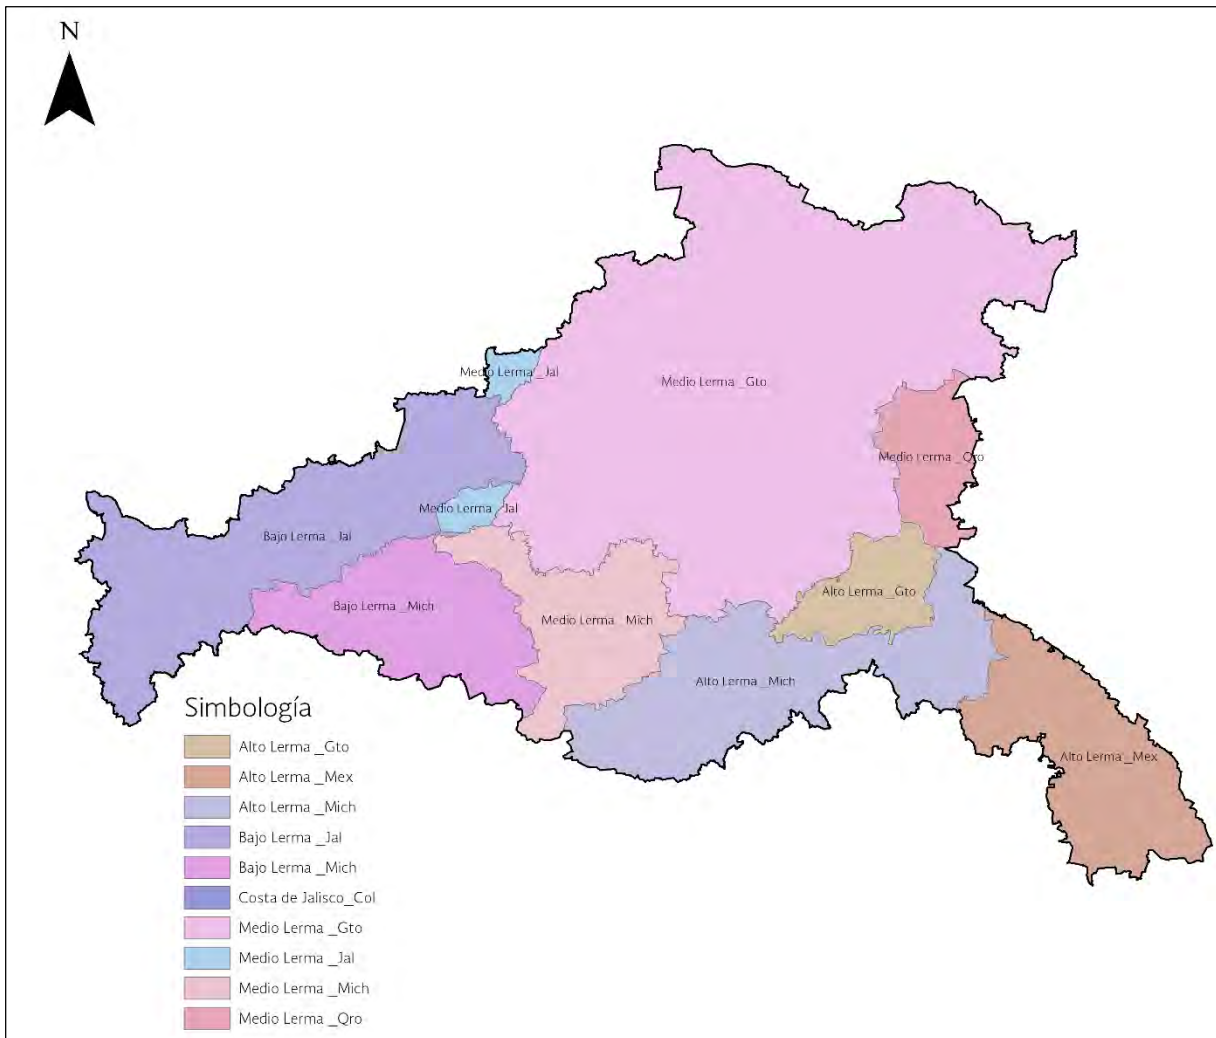 N
Medio Lerma _Jal
Medio Lerma _Gto
Medio Lerma _Qro
Medio Lerma _Jal
Bajo Lerma _Jal
Alto Lerma _Gto
Bajo Lerma _Mich
Medio Lerma _Mich
Alto Lerma _Mich
Alto Lerma _Mex
Simbología
Alto Lerma _Gto
Alto Lerma _Mex
Alto Lerma _Mich
Bajo Lerma _Jal
Bajo Lerma _Mich
Costa de Jalisco_Col
Medio Lerma _Gto
Medio Lerma _Jal
Medio Lerma _Mich
Medio Lerma _Qro